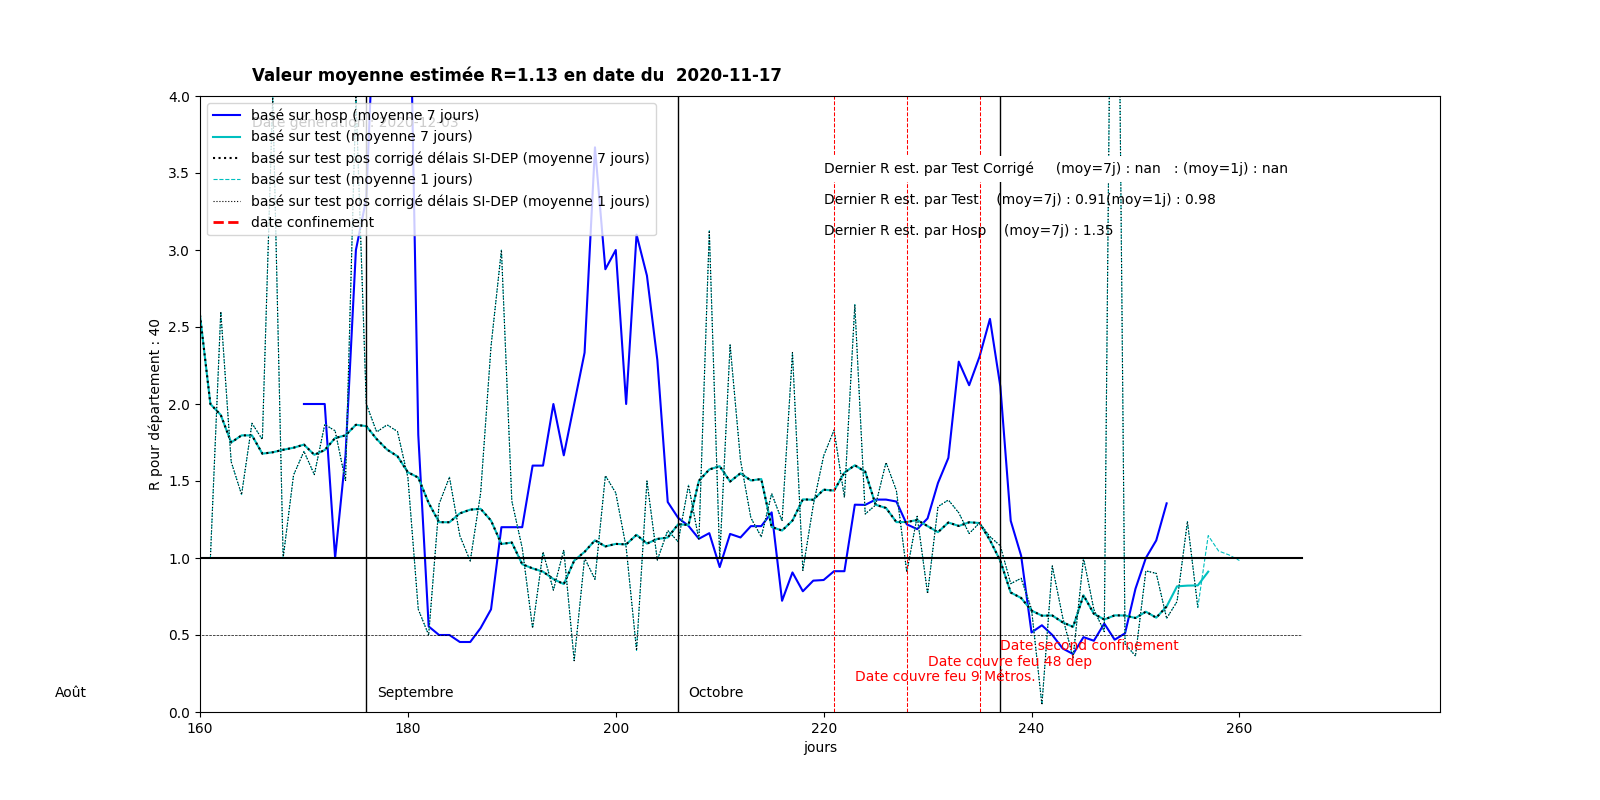 Valeur moyenne estimée R=1.13 en date du  2020-11-17
Date génération : 2020-12-03
basé sur hosp (moyenne 7 jours)
basé sur test (moyenne 7 jours)
basé sur test pos corrigé délais SI-DEP (moyenne 7 jours)
basé sur test (moyenne 1 jours)
basé sur test pos corrigé délais SI-DEP (moyenne 1 jours)
date confinement
Dernier R est. par Test Corrigé     (moy=7j) : nan   : (moy=1j) : nan
Dernier R est. par Test    (moy=7j) : 0.91(moy=1j) : 0.98
Dernier R est. par Hosp    (moy=7j) : 1.35
R pour département : 40
4.0
3.5
3.0
2.5
2.0
1.5
1.0
0.5
0.0
Date second confinement
Date couvre feu 48 dep
Date couvre feu 9 Métros.
Août
Septembre
Octobre
160 180 200 220 240 260
jours